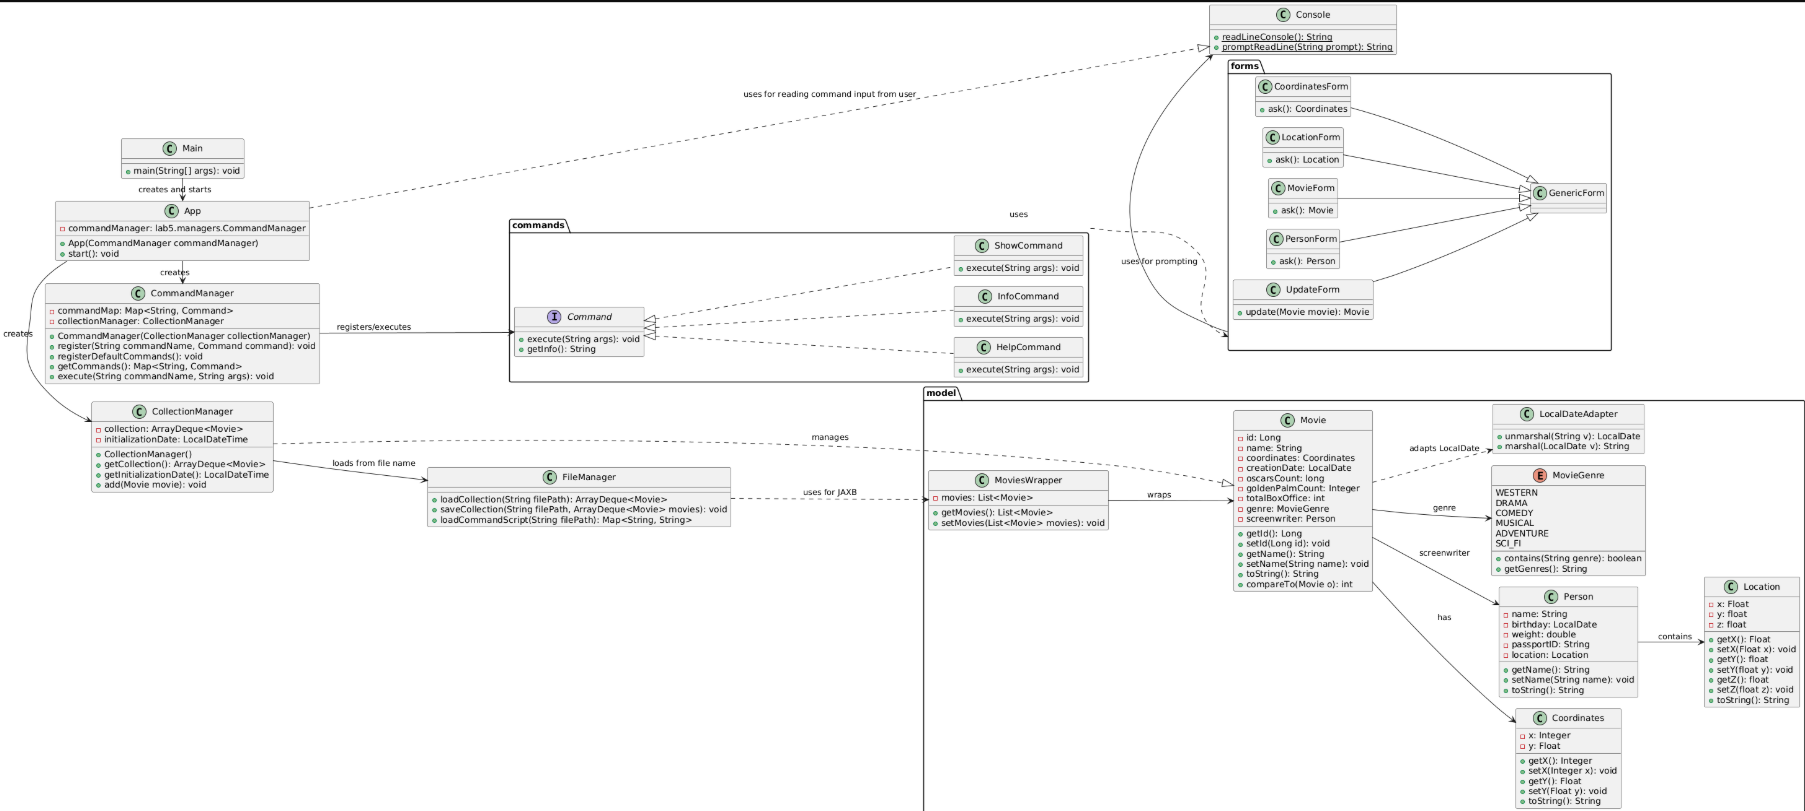 C Console
readLineConsole(): String
promptReadLine(String prompt): String
forms
C CoordinatesForm
ask(): Coordinates
C LocationForm
ask(): Location
C MovieForm
ask(): Movie
C PersonForm
ask(): Person
C UpdateForm
update(Movie movie): Movie
C GenericForm
uses for reading command input from user
uses
uses for prompting
C Main
main(String[] args): void
creates and starts
C App
commandManager: lab5.managers.CommandManager
App(CommandManager commandManager)
start(): void
creates
creates
C CommandManager
commandMap: Map<String, Command>
collectionManager: CollectionManager
CommandManager(CollectionManager collectionManager)
register(String commandName, Command command): void
registerDefaultCommands(): void
getCommands(): Map<String, Command>
execute(String commandName, String args): void
registers/executes
commands
I Command
execute(String args): void
getInfo(): String
C ShowCommand
execute(String args): void
C InfoCommand
execute(String args): void
C HelpCommand
execute(String args): void
C CollectionManager
collection: ArrayDeque<Movie>
initializationDate: LocalDateTime
CollectionManager()
getCollection(): ArrayDeque<Movie>
getInitializationDate(): LocalDateTime
add(Movie movie): void
manages
loads from file name
C FileManager
loadCollection(String filePath): ArrayDeque<Movie>
saveCollection(String filePath, ArrayDeque<Movie> movies): void
loadCommandScript(String filePath): Map<String, String>
uses for JAXB
model
C MoviesWrapper
movies: List<Movie>
getMovies(): List<Movie>
setMovies(List<Movie> movies): void
wraps
C Movie
id: Long
name: String
coordinates: Coordinates
creationDate: LocalDate
oscarsCount: long
goldenPalmCount: Integer
totalBoxOffice: int
genre: MovieGenre
screenwriter: Person
getId(): Long
setId(Long id): void
getName(): String
setName(String name): void
toString(): String
compareTo(Movie o): int
adapts LocalDate
genre
screenwriter
has
C LocalDateAdapter
unmarshal(String v): LocalDate
marshal(LocalDate v): String
E MovieGenre
WESTERN
DRAMA
COMEDY
MUSICAL
ADVENTURE
SCI_FI
contains(String genre): boolean
getGenres(): String
C Person
name: String
birthday: LocalDate
weight: double
passportID: String
location: Location
getName(): String
setName(String name): void
toString(): String
contains
C Location
x: Float
y: float
z: float
getX(): Float
setX(Float x): void
getY(): float
setY(float y): void
getZ(): float
setZ(float z): void
toString(): String
C Coordinates
x: Integer
y: Float
getX(): Integer
setX(Integer x): void
getY(): Float
setY(Float y): void
toString(): String